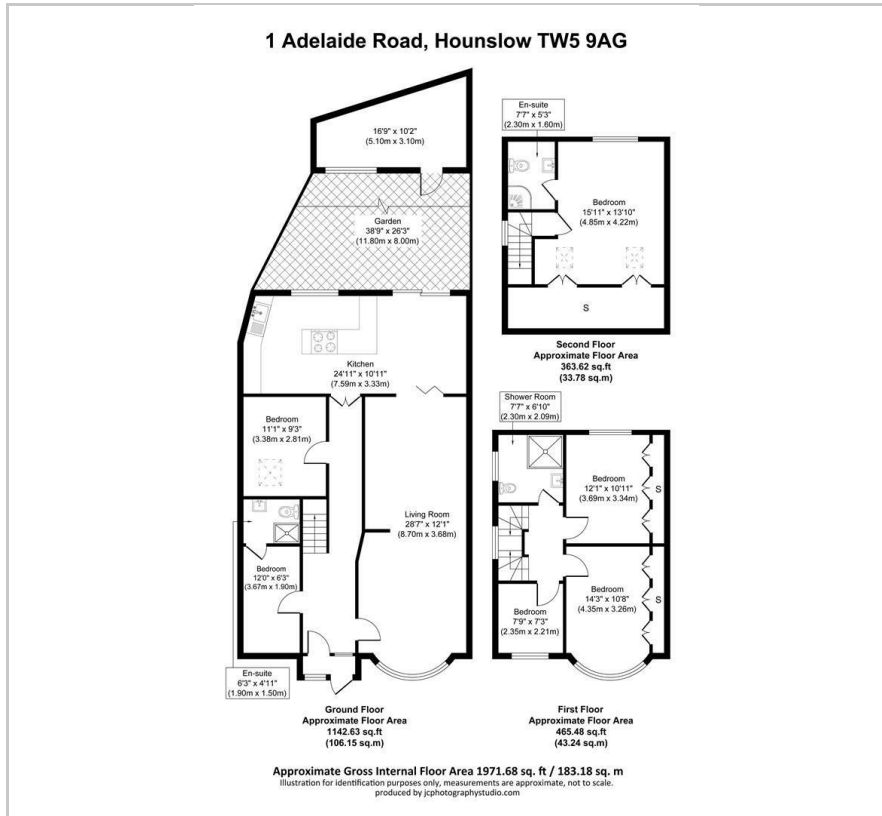 1 Adelaide Road, Hounslow TW5 9AG
16'9" x 10'2"
(5.10m x 3.10m)
Garden
38'9" x 26'3"
(11.80m x 8.00m)
Kitchen
24'11" x 10'11"
(7.59m x 3.33m)
Bedroom
11'1" x 9'3"
(3.38m x 2.81m)
Living Room
28'7" x 12'1"
(8.70m x 3.68m)
Bedroom
12'0" x 6'3"
(3.67m x 1.90m)
En-suite
6'3" x 4'11"
(1.90m x 1.50m)
Ground Floor
Approximate Floor Area
1142.63 sq.ft
(106.15 sq.m)
En-suite
7'7" x 5'3"
(2.30m x 1.60m)
Bedroom
15'11" x 13'10"
(4.85m x 4.22m)
S
Second Floor
Approximate Floor Area
363.62 sq.ft
(33.78 sq.m)
Shower Room
7'7" x 6'10"
(2.30m x 2.09m)
Bedroom
12'1" x 10'11"
(3.69m x 3.34m)
S
Bedroom
14'3" x 10'8"
(4.35m x 3.26m)
S
Bedroom
7'9" x 7'3"
(2.35m x 2.21m)
First Floor
Approximate Floor Area
465.48 sq.ft
(43.24 sq.m)
Approximate Gross Internal Floor Area 1971.68 sq. ft / 183.18 sq. m
Illustration for identification purposes only, measurements are approximate, not to scale.
produced by jcphotographystudio.com